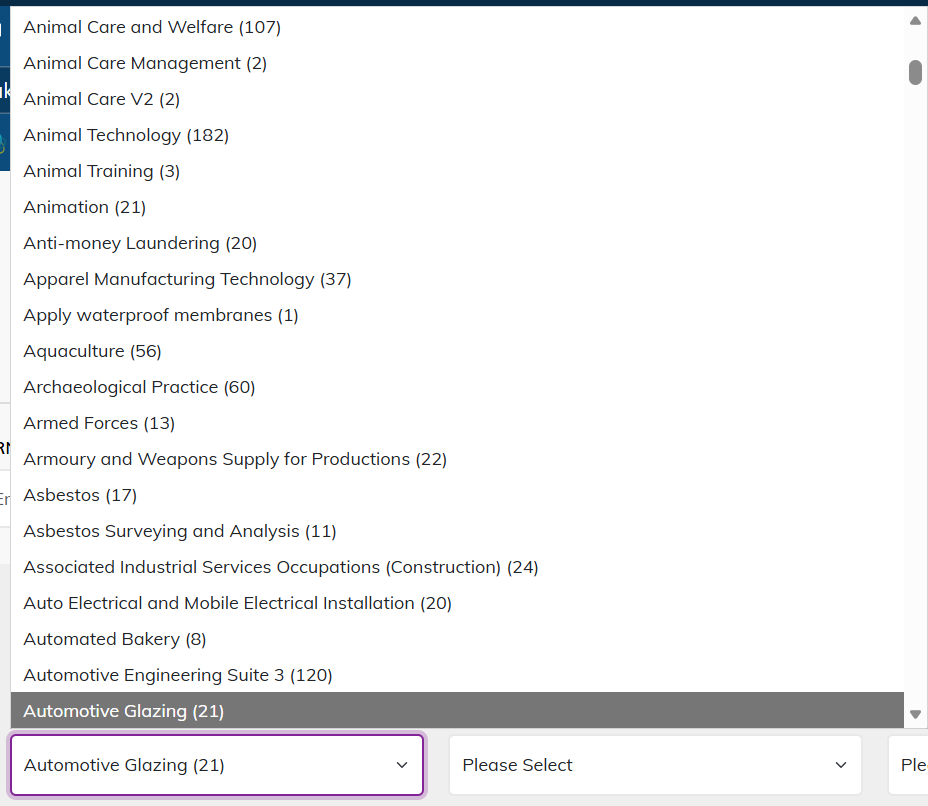 Animal Care and Welfare (107)
Animal Care Management (2)
Animal Care V2 (2)
Animal Technology (182)
Animal Training (3)
Animation (21)
Anti-money Laundering (20)
Apparel Manufacturing Technology (37)
Apply waterproof membranes (1)
Aquaculture (56)
Archaeological Practice (60)
Armed Forces (13)
Armoury and Weapons Supply for Productions (22)
Asbestos (17)
Asbestos Surveying and Analysis (11)
Associated Industrial Services Occupations (Construction) (24)
Auto Electrical and Mobile Electrical Installation (20)
Automated Bakery (8)
Automotive Engineering Suite 3 (120)
Automotive Glazing (21)
Automotive Glazing (21)
Please Select